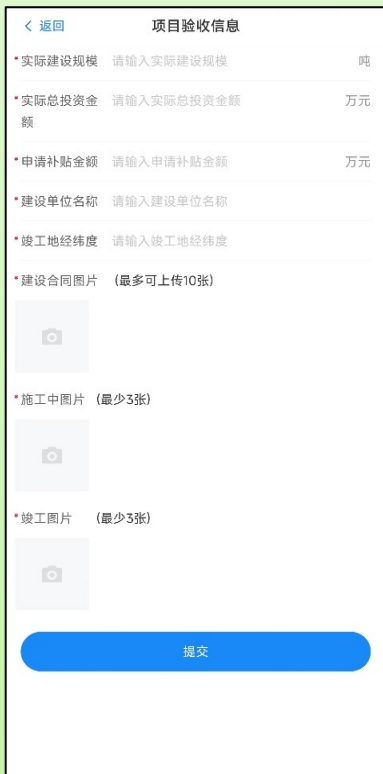 返回 项目验收信息
*实际建设规模 请输入实际建设规模 吨
*实际总投资金 请输入实际总投资金额 万元
额
*申请补贴金额 请输入申请补贴金额 万元
*建设单位名称 请输入建设单位名称
*竣工地经纬度 请输入竣工地经纬度
*建设合同图片 (最多可上传10张)
*施工中图片 (最少3张)
*竣工图片 (最少3张)
提交